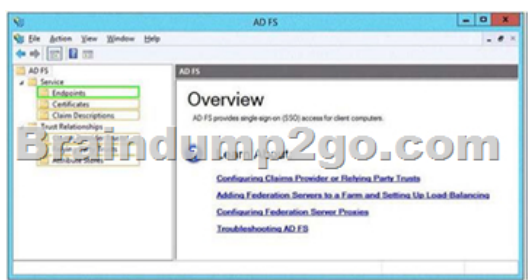 AD FS
File Action View Window Help
AD FS
Service
Endpoints
Certificates
Claim Descriptions
Trust Relationships
Attribute Stores
AD FS
Overview
AD FS provides single-sign-on (SSO) access for client computers.
Configuring Claims Provider or Relying Party Trusts
Adding Federation Servers to a Farm and Setting Up Load Balancing
Configuring Federation Server Proxies
Troubleshooting AD FS
Braindump2go.com